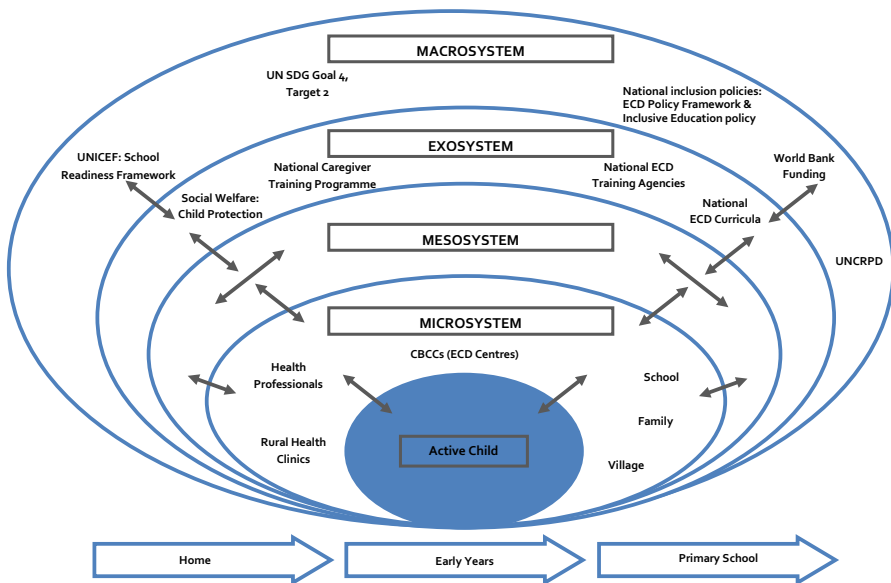 MACROSYSTEM
UN SDG Goal 4,
Target 2
National inclusion policies:
ECD Policy Framework &
Inclusive Education policy
EXOSYSTEM
UNICEF: School
Readiness Framework
National Caregiver
Training Programme
National ECD
Training Agencies
World Bank
Funding
Social Welfare:
Child Protection
National
ECD Curricula
MESOSYSTEM
UNCRPD
MICROSYSTEM
CBCCs (ECD Centres)
Health
Professionals
School
Family
Rural Health
Clinics
Active Child
Village
Home
Early Years
Primary School